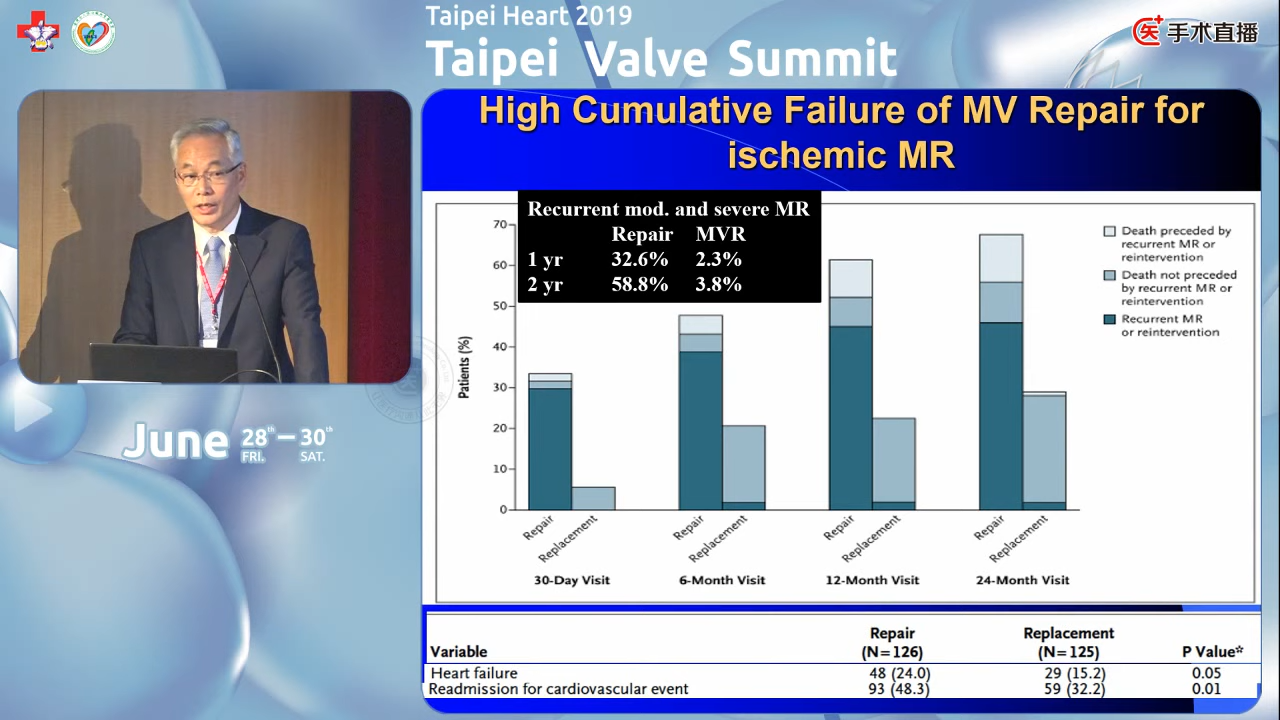 Taipei Heart 2019
Taipei Valve Summit
医 手术直播
June 28th — 30th
FRI. SAT.
High Cumulative Failure of MV Repair for
ischemic MR
Recurrent mod. and severe MR
Repair MVR
1 yr 32.6% 2.3%
2 yr 58.8% 3.8%
Death preceded by
recurrent MR or
reintervention
Death not preceded
by recurrent MR or
reintervention
Recurrent MR
or reintervention
Patients (%)
70
60
50
40
30
20
10
0
Repair Replacement Repair Replacement Repair Replacement Repair Replacement
30-Day Visit 6-Month Visit 12-Month Visit 24-Month Visit
Repair Replacement
Variable (N=126) (N=125) P Value*
Heart failure 48 (24.0) 29 (15.2) 0.05
Readmission for cardiovascular event 93 (48.3) 59 (32.2) 0.01